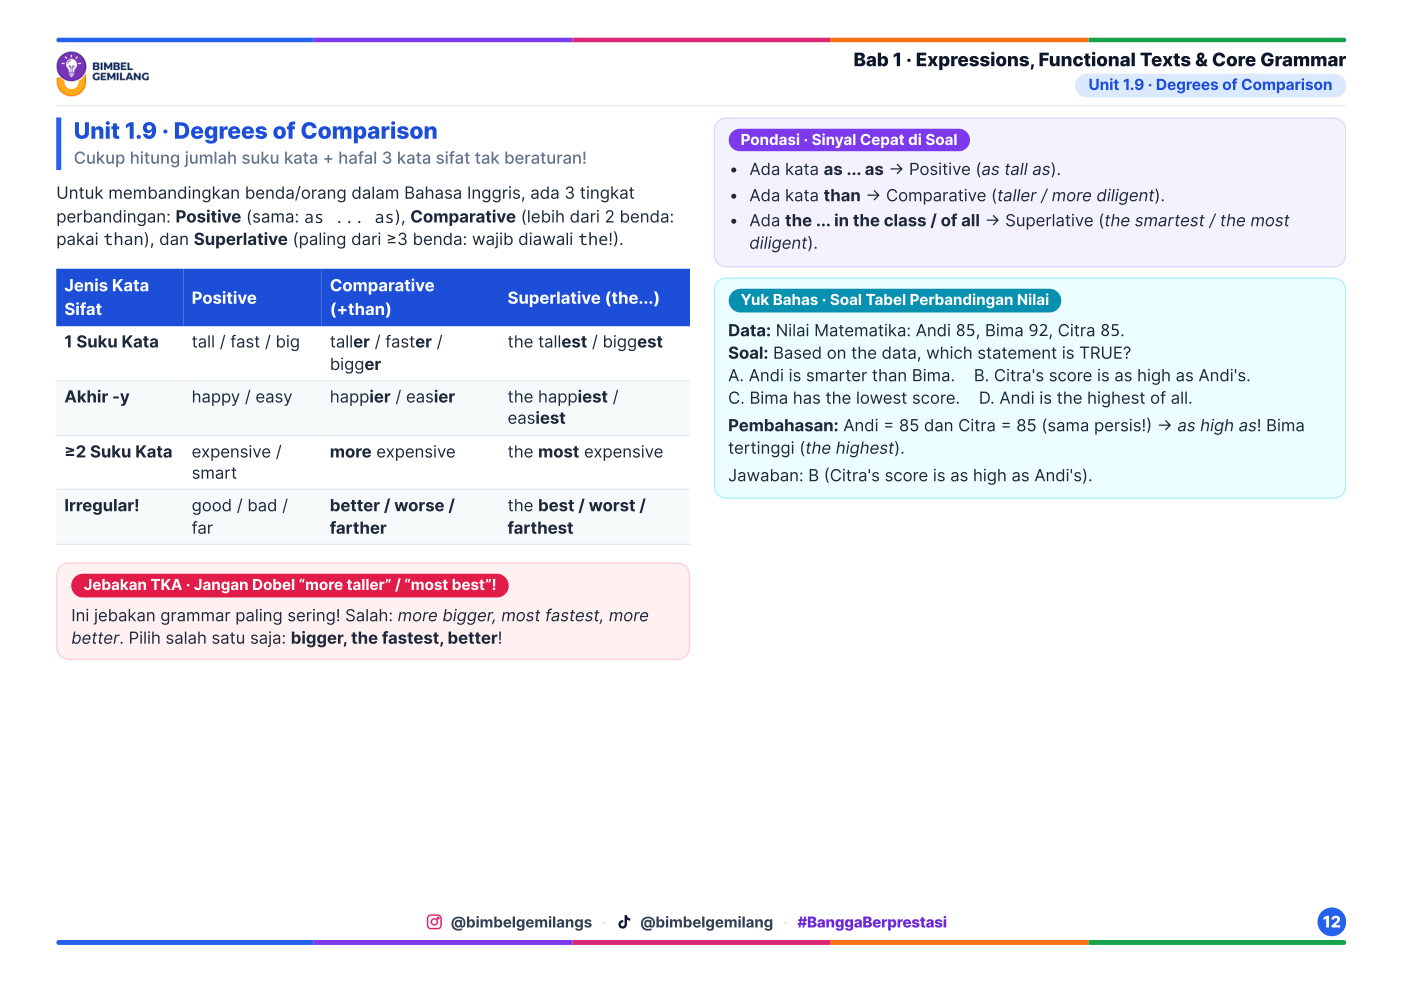 BIMBEL
GEMILANG
Bab 1 · Expressions, Functional Texts & Core Grammar
Unit 1.9 · Degrees of Comparison
Unit 1.9 · Degrees of Comparison
Cukup hitung jumlah suku kata + hafal 3 kata sifat tak beraturan!
Untuk membandingkan benda/orang dalam Bahasa Inggris, ada 3 tingkat
perbandingan: Positive (sama: as ... as), Comparative (lebih dari 2 benda:
pakai than), dan Superlative (paling dari ≥3 benda: wajib diawali the!).
Jenis Kata Sifat | Positive | Comparative (+than) | Superlative (the...)
1 Suku Kata | tall / fast / big | taller / faster / bigger | the tallest / biggest
Akhir -y | happy / easy | happier / easier | the happiest / easiest
≥2 Suku Kata | expensive / smart | more expensive | the most expensive
Irregular! | good / bad / far | better / worse / farther | the best / worst / farthest
Jebakan TKA · Jangan Dobel “more taller” / “most best”!
Ini jebakan grammar paling sering! Salah: more bigger, most fastest, more
better. Pilih salah satu saja: bigger, the fastest, better!
Pondasi · Sinyal Cepat di Soal
• Ada kata as ... as → Positive (as tall as).
• Ada kata than → Comparative (taller / more diligent).
• Ada the ... in the class / of all → Superlative (the smartest / the most
diligent).
Yuk Bahas · Soal Tabel Perbandingan Nilai
Data: Nilai Matematika: Andi 85, Bima 92, Citra 85.
Soal: Based on the data, which statement is TRUE?
A. Andi is smarter than Bima. B. Citra's score is as high as Andi's.
C. Bima has the lowest score. D. Andi is the highest of all.
Pembahasan: Andi = 85 dan Citra = 85 (sama persis!) → as high as! Bima
tertinggi (the highest).
Jawaban: B (Citra's score is as high as Andi's).
@bimbelgemilangs · @bimbelgemilang · #BanggaBerprestasi
12